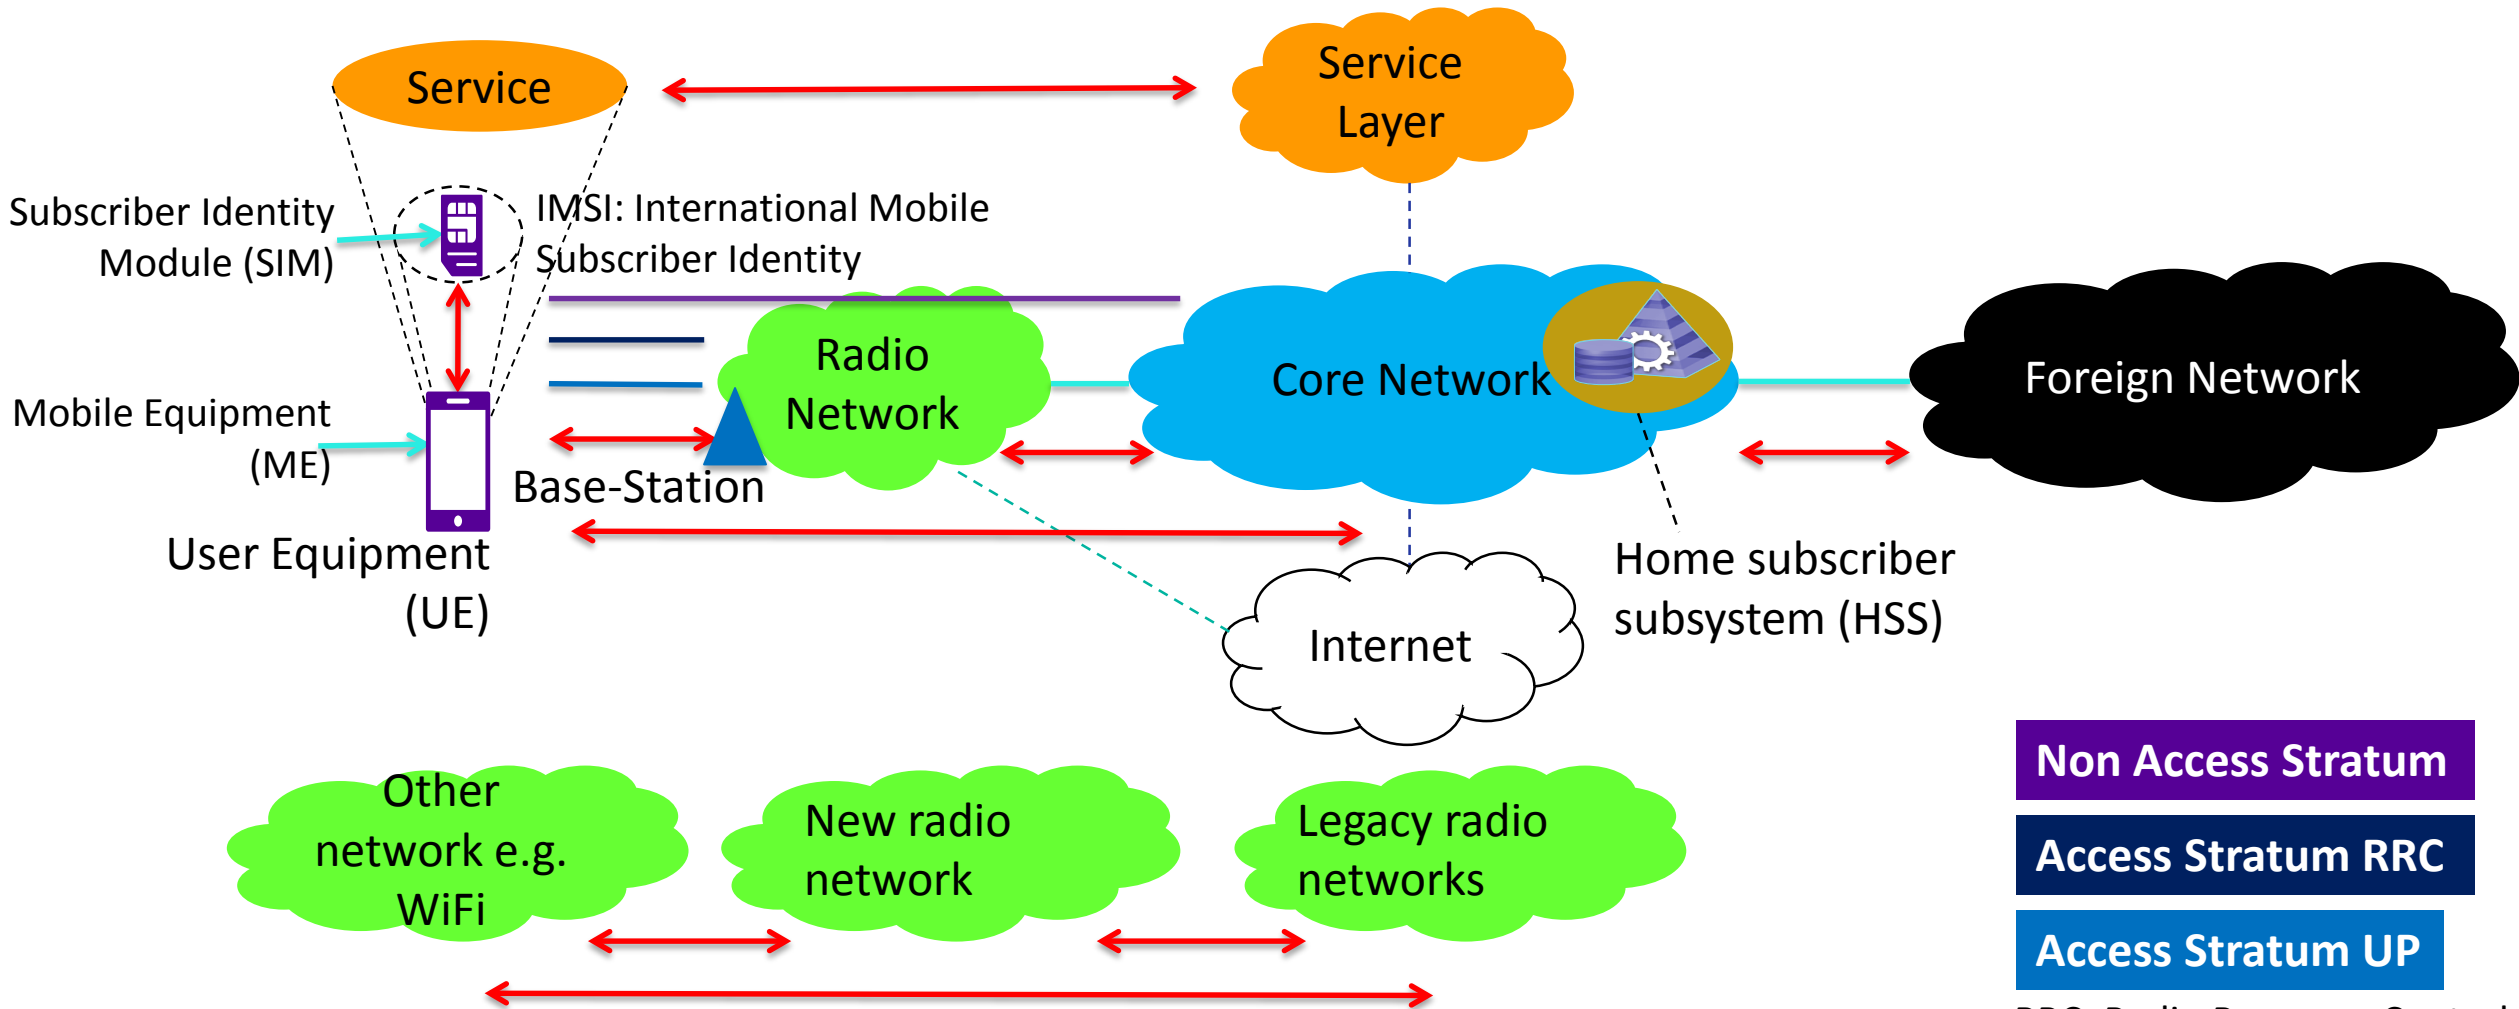 Service
Service
Layer
Subscriber Identity
Module (SIM)
IMSI: International Mobile
Subscriber Identity
Radio
Network
Core Network
Foreign Network
Mobile Equipment
(ME)
Base-Station
User Equipment
(UE)
Home subscriber
subsystem (HSS)
Internet
Other
network e.g.
WiFi
New radio
network
Legacy radio
networks
Non Access Stratum
Access Stratum RRC
Access Stratum UP